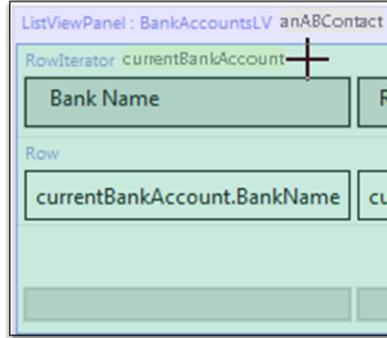 ListViewPanel : BankAccountsLV anABContact
RowIterator currentBankAccount
Bank Name
Row
currentBankAccount.BankName